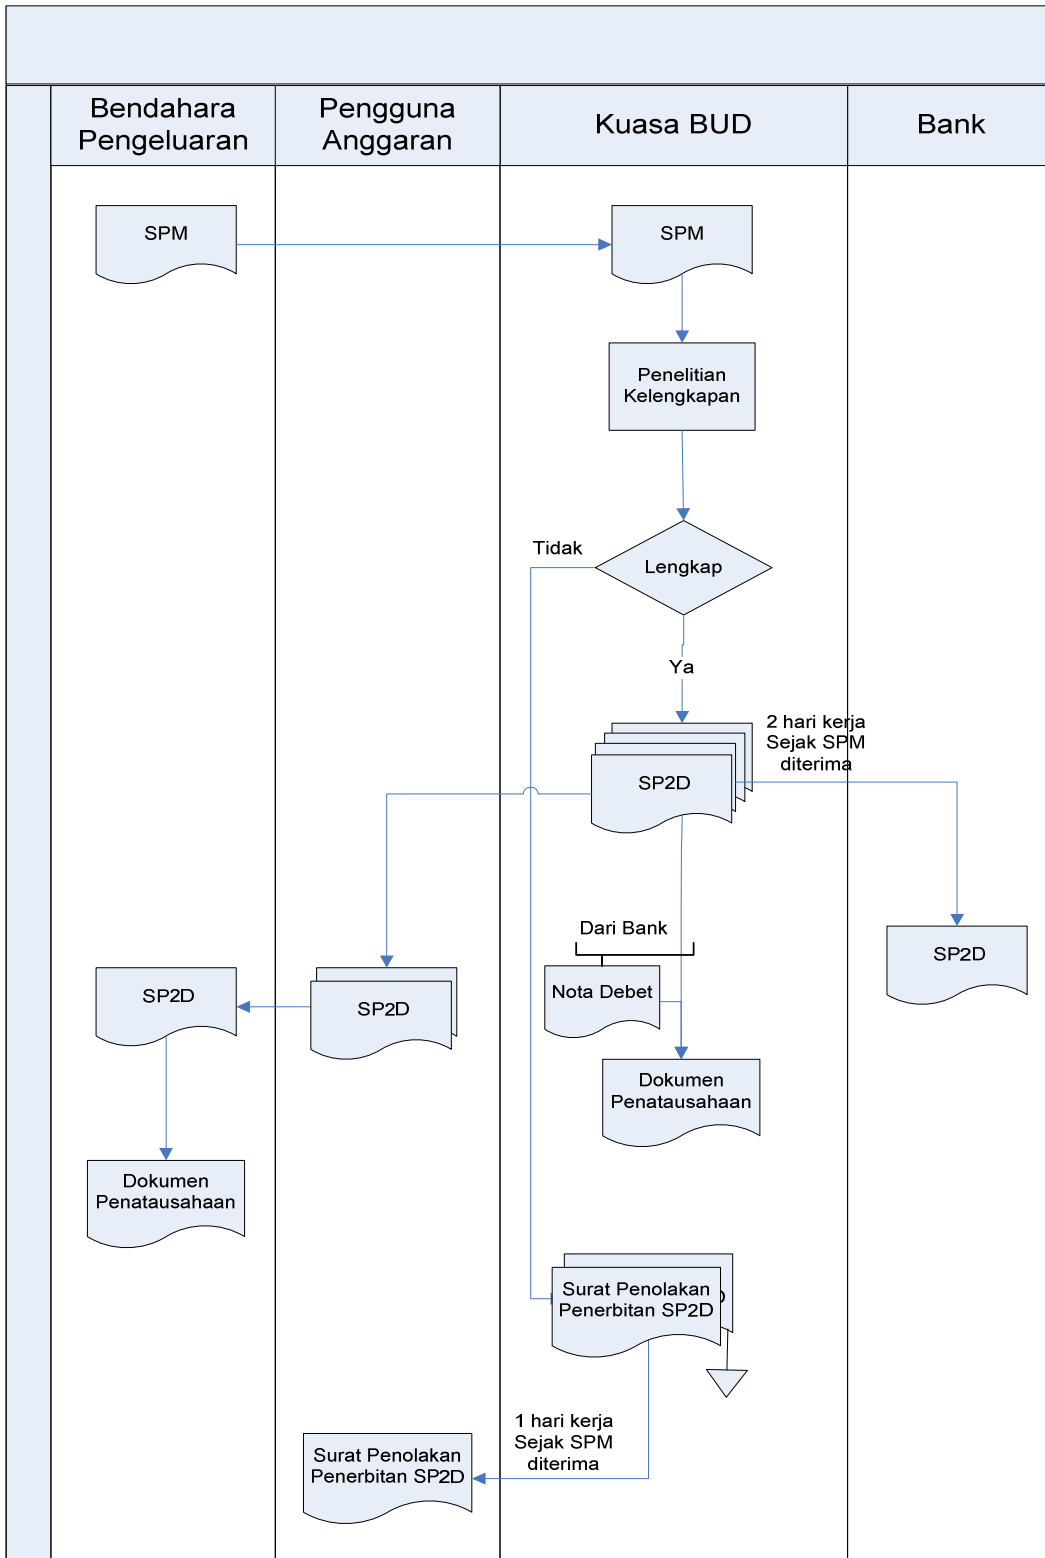 Bendahara
Pengeluaran
Pengguna
Anggaran
Kuasa BUD
Bank
SPM
SPM
Penelitian
Kelengkapan
Tidak
Lengkap
Ya
2 hari kerja
Sejak SPM
diterima
SP2D
Dari Bank
SP2D
SP2D
SP2D
Nota Debet
Dokumen
Penatausahaan
Dokumen
Penatausahaan
Surat Penolakan
Penerbitan SP2D
1 hari kerja
Sejak SPM
diterima
Surat Penolakan
Penerbitan SP2D